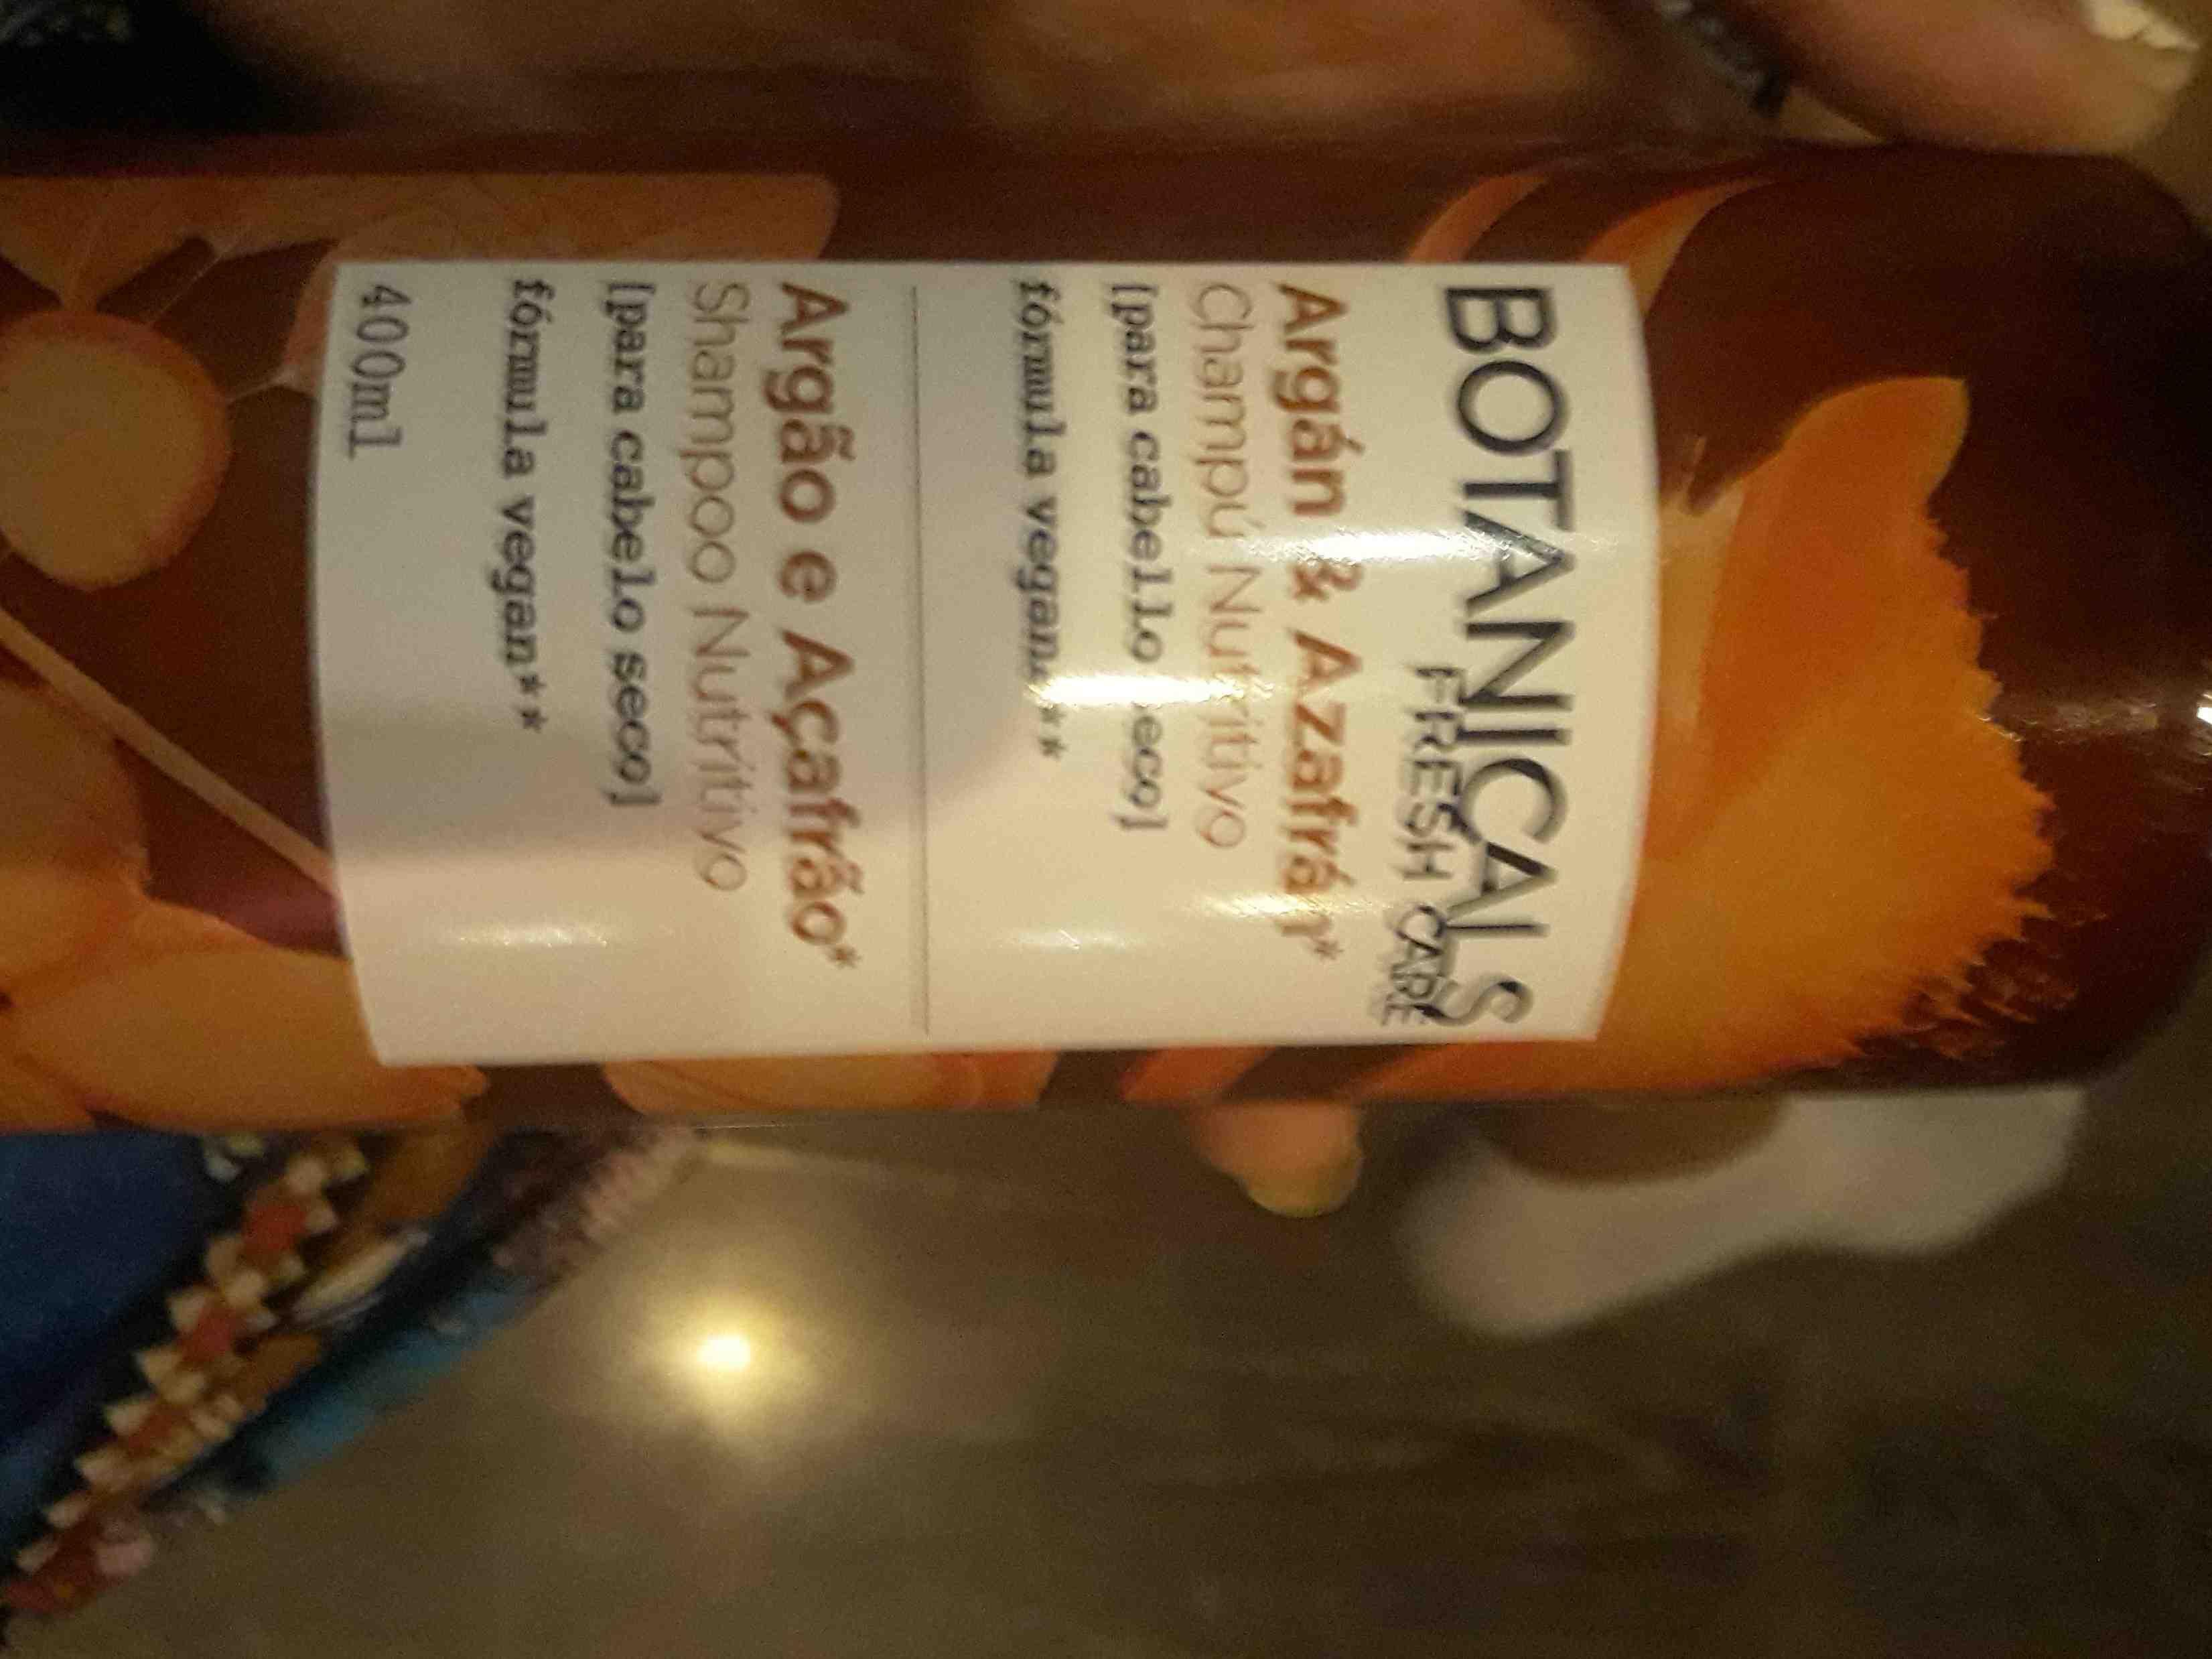 BOTANICALS
FRESH CARE
Argán & Azafrán*
Champú Nutritivo
[para cabello seco]
fórmula vegan**
Argão e Açafrão*
Shampoo Nutritivo
[para cabelo seco]
fórmula vegan**
400ml